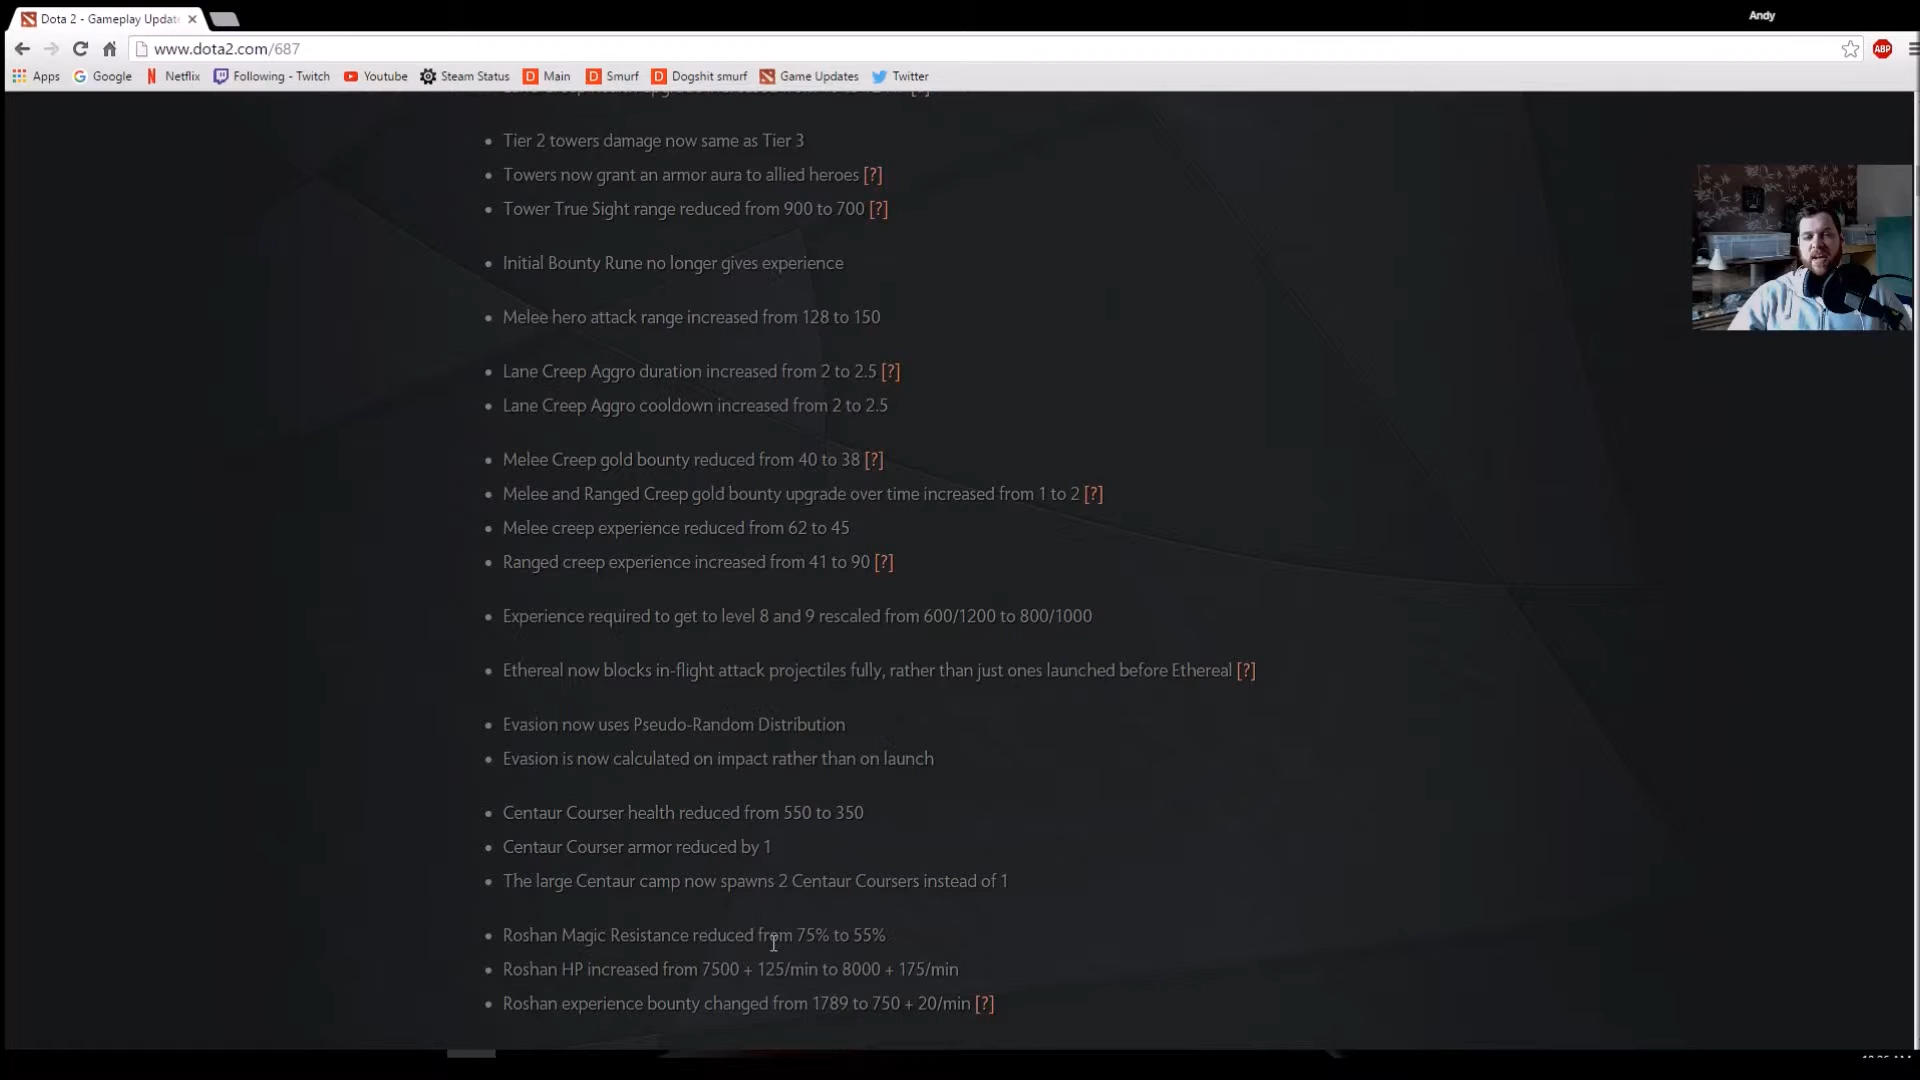 Dota 2 - Gameplay Updat
Andy
www.dota2.com/687
ABP
Apps
Google
Netflix
Following - Twitch
Youtube
Steam Status
Main
Smurf
Dogshit smurf
Game Updates
Twitter
Tier 2 towers damage now same as Tier 3
Towers now grant an armor aura to allied heroes [?]
Tower True Sight range reduced from 900 to 700 [?]
Initial Bounty Rune no longer gives experience
Melee hero attack range increased from 128 to 150
Lane Creep Aggro duration increased from 2 to 2.5 [?]
Lane Creep Aggro cooldown increased from 2 to 2.5
Melee Creep gold bounty reduced from 40 to 38 [?]
Melee and Ranged Creep gold bounty upgrade over time increased from 1 to 2 [?]
Melee creep experience reduced from 62 to 45
Ranged creep experience increased from 41 to 90 [?]
Experience required to get to level 8 and 9 rescaled from 600/1200 to 800/1000
Ethereal now blocks in-flight attack projectiles fully, rather than just ones launched before Ethereal [?]
Evasion now uses Pseudo-Random Distribution
Evasion is now calculated on impact rather than on launch
Centaur Courser health reduced from 550 to 350
Centaur Courser armor reduced by 1
The large Centaur camp now spawns 2 Centaur Coursers instead of 1
Roshan Magic Resistance reduced from 75% to 55%
Roshan HP increased from 7500 + 125/min to 8000 + 175/min
Roshan experience bounty changed from 1789 to 750 + 20/min [?]